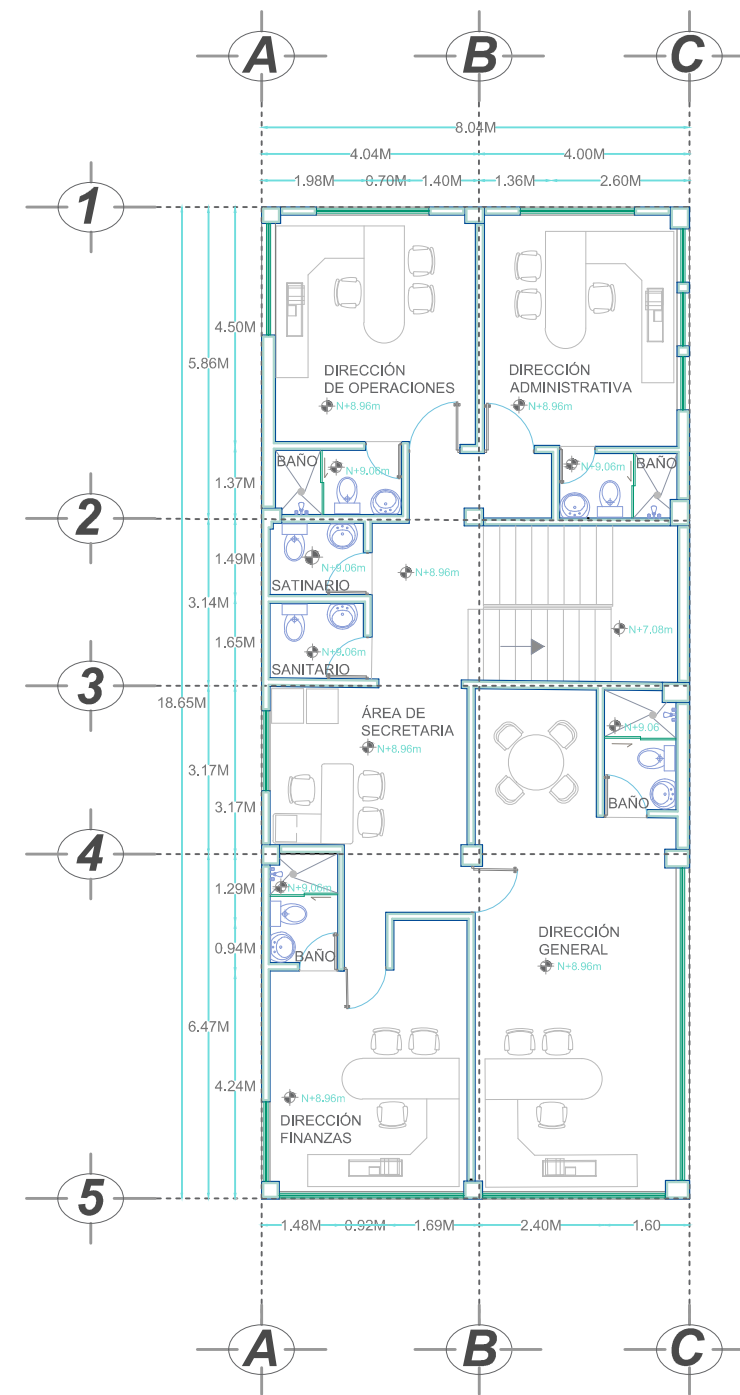 A B C
8.04M
4.04M 4.00M
1.98M 0.70M 1.40M 1.36M 2.60M
1
4.50M
5.86M
DIRECCIÓN
DE OPERACIONES
N+8.96m
DIRECCIÓN
ADMINISTRATIVA
N+8.96m
BAÑO
N+9.06m
N+9.06m
BAÑO
1.37M
2
1.49M
N+9.06m
N+8.96m
SATINARIO
3.14M
N+7.08m
1.65M
N+9.06m
SANITARIO
3
18.65M
ÁREA DE
SECRETARIA
N+8.96m
N+9.06
3.17M
3.17M
BAÑO
4
1.29M
N+9.06m
0.94M
BAÑO
DIRECCIÓN
GENERAL
N+8.96m
6.47M
4.24M
N+8.96m
DIRECCIÓN
FINANZAS
5
1.48M 0.92M 1.69M 2.40M 1.60
A B C